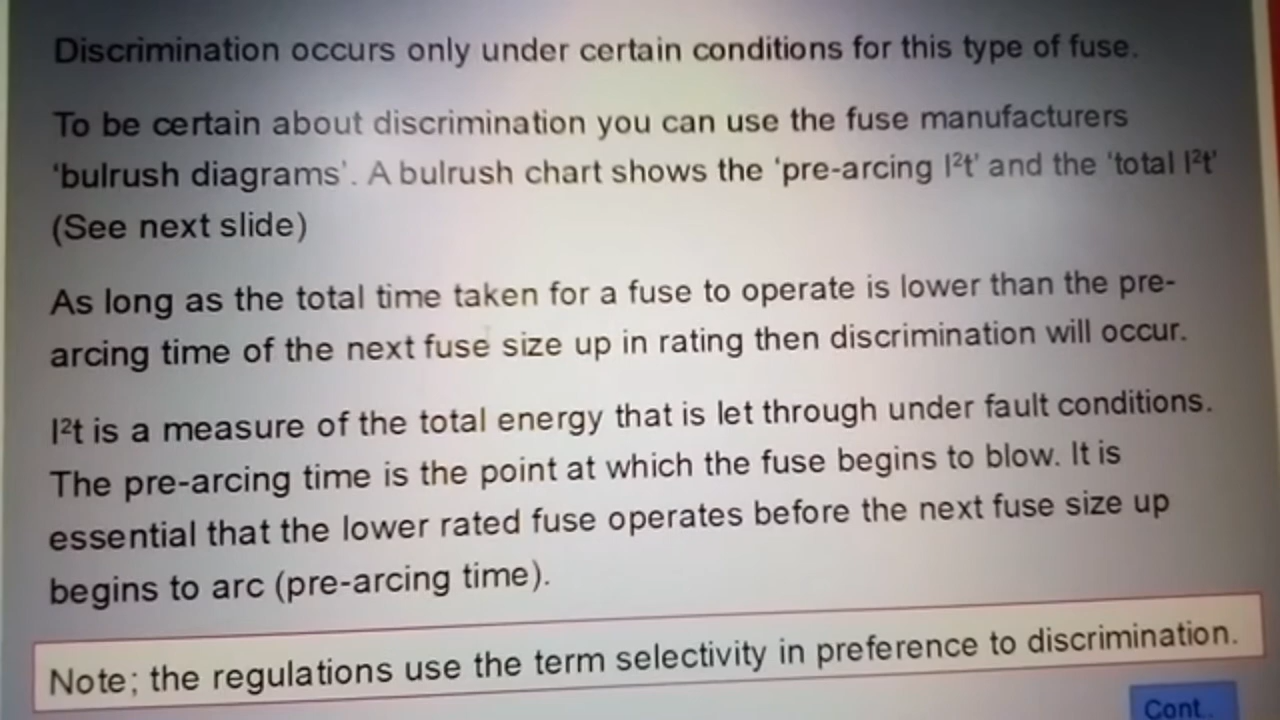 Discrimination occurs only under certain conditions for this type of fuse.
To be certain about discrimination you can use the fuse manufacturers
‘bulrush diagrams’. A bulrush chart shows the ‘pre-arcing I²t’ and the ‘total I²t’
(See next slide)
As long as the total time taken for a fuse to operate is lower than the pre-
arcing time of the next fuse size up in rating then discrimination will occur.
I²t is a measure of the total energy that is let through under fault conditions.
The pre-arcing time is the point at which the fuse begins to blow. It is
essential that the lower rated fuse operates before the next fuse size up
begins to arc (pre-arcing time).
Note; the regulations use the term selectivity in preference to discrimination.
Cont..